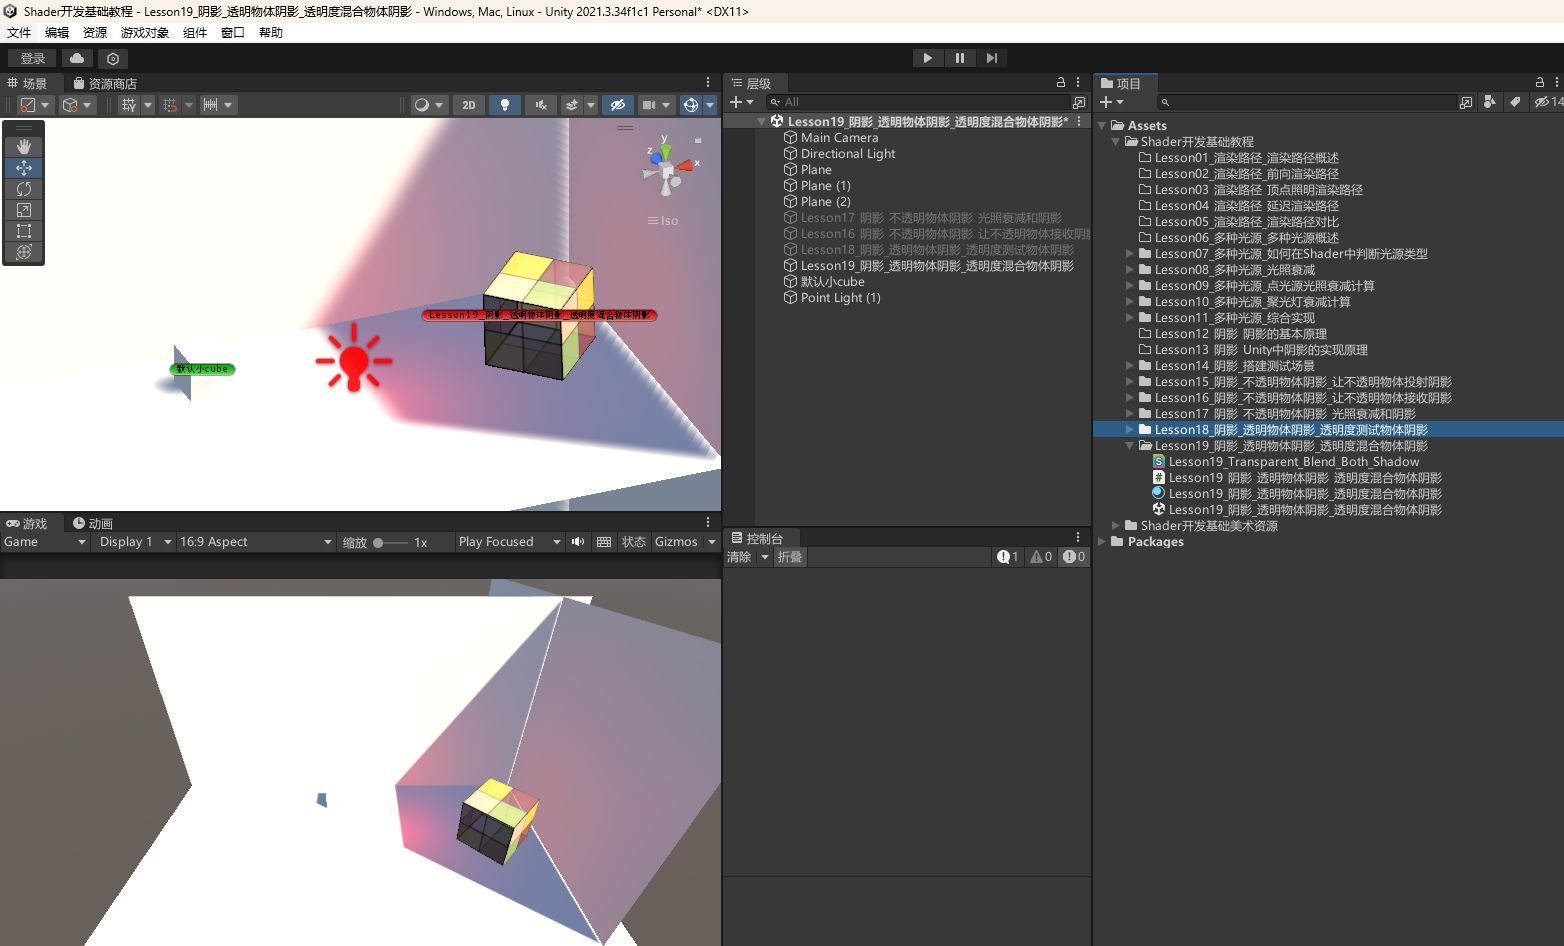 Shader开发基础教程 - Lesson19_阴影_透明物体阴影_透明度混合物体阴影 - Windows, Mac, Linux - Unity 2021.3.34f1c1 Personal* <DX11>
文件 编辑 资源 游戏对象 组件 窗口 帮助
登录
场景 资源商店
2D
y
z
x
Iso
Lesson19_阴影_透明物体阴影_透明度混合物体阴影
默认小cube
游戏 动画
Game Display 1 16:9 Aspect 缩放 1x Play Focused 状态 Gizmos
层级
All
Lesson19_阴影_透明物体阴影_透明度混合物体阴影*
Main Camera
Directional Light
Plane
Plane (1)
Plane (2)
Lesson17_阴影_不透明物体阴影_光照衰减和阴影
Lesson16_阴影_不透明物体阴影_让不透明物体接收阴
Lesson18_阴影_透明物体阴影_透明度测试物体阴影
Lesson19_阴影_透明物体阴影_透明度混合物体阴影
默认小cube
Point Light (1)
控制台
清除 折叠 1 0 0
项目
14
Assets
Shader开发基础教程
Lesson01_渲染路径_渲染路径概述
Lesson02_渲染路径_前向渲染路径
Lesson03_渲染路径_顶点照明渲染路径
Lesson04_渲染路径_延迟渲染路径
Lesson05_渲染路径_渲染路径对比
Lesson06_多种光源_多种光源概述
Lesson07_多种光源_如何在Shader中判断光源类型
Lesson08_多种光源_光照衰减
Lesson09_多种光源_点光源光照衰减计算
Lesson10_多种光源_聚光灯衰减计算
Lesson11_多种光源_综合实现
Lesson12_阴影_阴影的基本原理
Lesson13_阴影_Unity中阴影的实现原理
Lesson14_阴影_搭建测试场景
Lesson15_阴影_不透明物体阴影_让不透明物体投射阴影
Lesson16_阴影_不透明物体阴影_让不透明物体接收阴影
Lesson17_阴影_不透明物体阴影_光照衰减和阴影
Lesson18_阴影_透明物体阴影_透明度测试物体阴影
Lesson19_阴影_透明物体阴影_透明度混合物体阴影
Lesson19_Transparent_Blend_Both_Shadow
Lesson19_阴影_透明物体阴影_透明度混合物体阴影
Lesson19_阴影_透明物体阴影_透明度混合物体阴影
Lesson19_阴影_透明物体阴影_透明度混合物体阴影
Shader开发基础美术资源
Packages